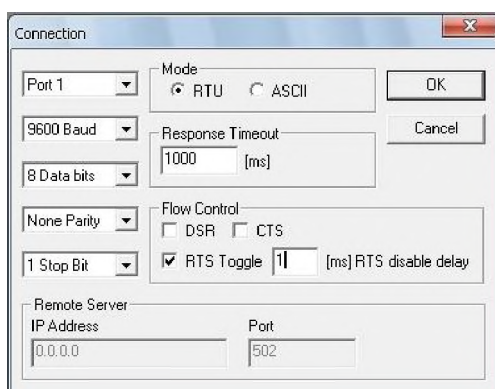 Connection
Port 1
9600 Baud
8 Data bits
None Parity
1 Stop Bit
Mode
RTU ASCII
Response Timeout
1000 [ms]
Flow Control
DSR CTS
RTS Toggle 1 [ms] RTS disable delay
OK
Cancel
Remote Server
IP Address Port
0.0.0.0 502